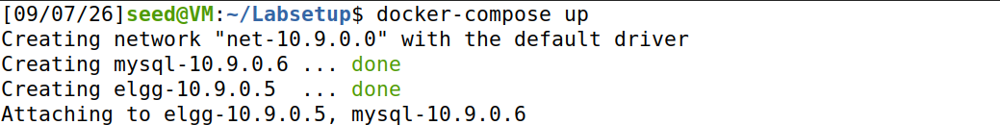 [09/07/26]seed@VM:~/Labsetup$ docker-compose up
Creating network "net-10.9.0.0" with the default driver
Creating mysql-10.9.0.6 ... done
Creating elgg-10.9.0.5  ... done
Attaching to elgg-10.9.0.5, mysql-10.9.0.6